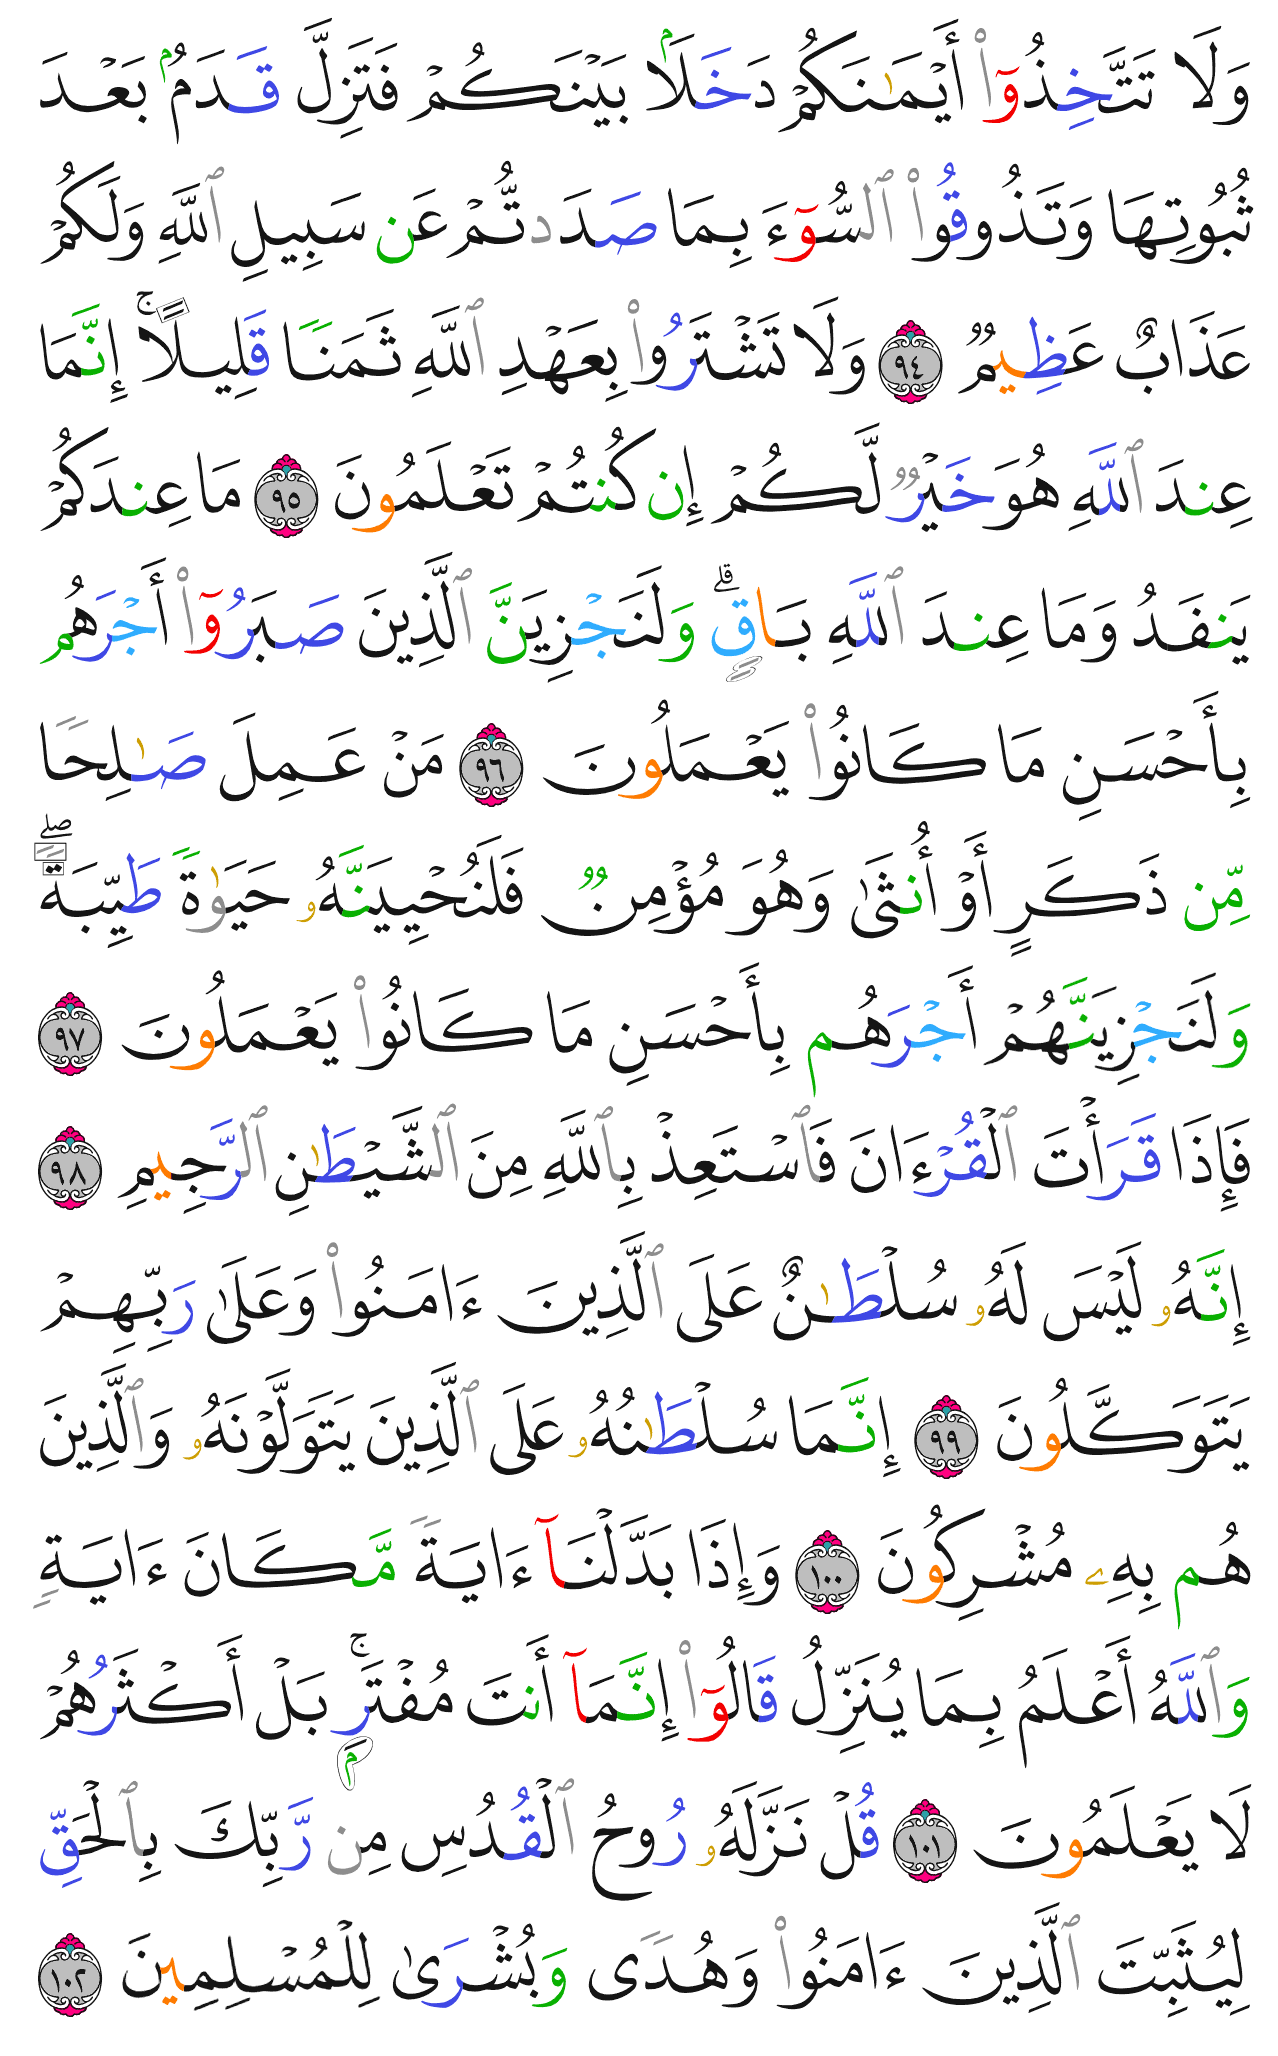 وَلَا تَتَّخِذُوٓا۟ أَيْمَـٰنَكُمْ دَخَلَۢا بَيْنَكُمْ فَتَزِلَّ قَدَمٌۢ بَعْدَ
ثُبُوتِهَا وَتَذُوقُوا۟ ٱلسُّوٓءَ بِمَا صَدَدتُّمْ عَن سَبِيلِ ٱللَّهِ وَلَكُمْ
عَذَابٌ عَظِيمٌ ٩٤ وَلَا تَشْتَرُوا۟ بِعَهْدِ ٱللَّهِ ثَمَنًا قَلِيلًا ۚ إِنَّمَا
عِندَ ٱللَّهِ هُوَ خَيْرٌ لَّكُمْ إِن كُنتُمْ تَعْلَمُونَ ٩٥ مَا عِندَكُمْ
يَنفَدُ وَمَا عِندَ ٱللَّهِ بَاقٍ ۗ وَلَنَجْزِيَنَّ ٱلَّذِينَ صَبَرُوٓا۟ أَجْرَهُم
بِأَحْسَنِ مَا كَانُوا۟ يَعْمَلُونَ ٩٦ مَنْ عَمِلَ صَـٰلِحًا
مِّن ذَكَرٍ أَوْ أُنثَىٰ وَهُوَ مُؤْمِنٌ فَلَنُحْيِيَنَّهُۥ حَيَوٰةً طَيِّبَةً ۖ
وَلَنَجْزِيَنَّهُمْ أَجْرَهُم بِأَحْسَنِ مَا كَانُوا۟ يَعْمَلُونَ ٩٧
فَإِذَا قَرَأْتَ ٱلْقُرْءَانَ فَٱسْتَعِذْ بِٱللَّهِ مِنَ ٱلشَّيْطَـٰنِ ٱلرَّجِيمِ ٩٨
إِنَّهُۥ لَيْسَ لَهُۥ سُلْطَـٰنٌ عَلَى ٱلَّذِينَ ءَامَنُوا۟ وَعَلَىٰ رَبِّهِمْ
يَتَوَكَّلُونَ ٩٩ إِنَّمَا سُلْطَـٰنُهُۥ عَلَى ٱلَّذِينَ يَتَوَلَّوْنَهُۥ وَٱلَّذِينَ
هُم بِهِۦ مُشْرِكُونَ ١٠٠ وَإِذَا بَدَّلْنَآ ءَايَةً مَّكَانَ ءَايَةٍ
وَٱللَّهُ أَعْلَمُ بِمَا يُنَزِّلُ قَالُوٓا۟ إِنَّمَآ أَنتَ مُفْتَرٍۭ ۚ بَلْ أَكْثَرُهُمْ
لَا يَعْلَمُونَ ١٠١ قُلْ نَزَّلَهُۥ رُوحُ ٱلْقُدُسِ مِن رَّبِّكَ بِٱلْحَقِّ
لِيُثَبِّتَ ٱلَّذِينَ ءَامَنُوا۟ وَهُدًى وَبُشْرَىٰ لِلْمُسْلِمِينَ ١٠٢